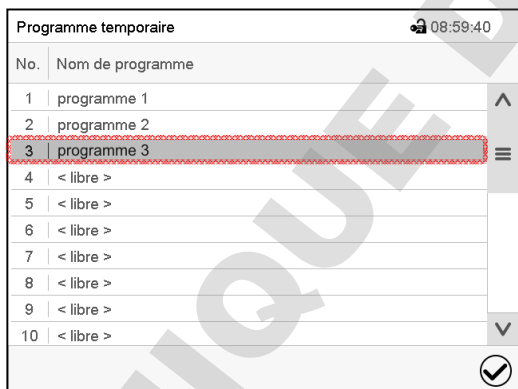 Programme temporaire 08:59:40
No. Nom de programme
1 programme 1
2 programme 2
3 programme 3
4 < libre >
5 < libre >
6 < libre >
7 < libre >
8 < libre >
9 < libre >
10 < libre >
IQUE D